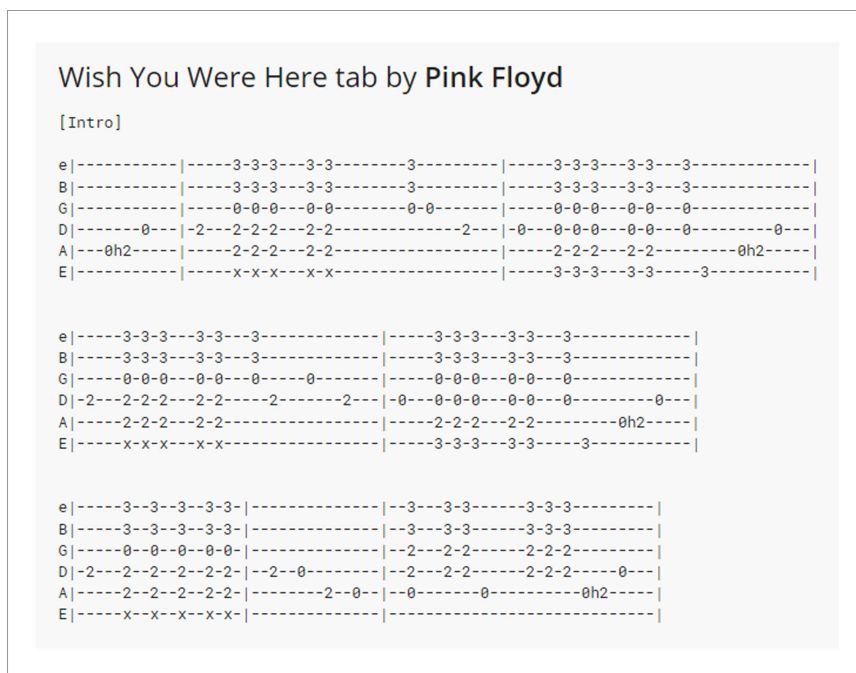 Wish You Were Here tab by Pink Floyd
[Intro]
e|------------|-----3-3-3---3-3--------3---------|-----3-3-3---3-3---3-------------|
B|------------|-----3-3-3---3-3--------3---------|-----3-3-3---3-3---3-------------|
G|------------|-----0-0-0---0-0--------0-0-------|-----0-0-0---0-0---0-------------|
D|-------0---|-2---2-2-2---2-2--------------2---|-0---0-0-0---0-0---0---------0---|
A|---0h2-----|-----2-2-2---2-2------------------|-----2-2-2---2-2---------0h2-----|
E|------------|-----x-x-x---x-x------------------|-----3-3-3---3-3-----3-----------|
e|-----3-3-3---3-3---3-------------|-----3-3-3---3-3---3-------------|
B|-----3-3-3---3-3---3-------------|-----3-3-3---3-3---3-------------|
G|-----0-0-0---0-0---0-----0-------|-----0-0-0---0-0---0-------------|
D|-2---2-2-2---2-2-----2-------2---|-0---0-0-0---0-0---0---------0---|
A|-----2-2-2---2-2-----------------|-----2-2-2---2-2---------0h2-----|
E|-----x-x-x---x-x-----------------|-----3-3-3---3-3-----3-----------|
e|-----3--3--3--3-3-|--------------|--3---3-3------3-3-3---------|
B|-----3--3--3--3-3-|--------------|--3---3-3------3-3-3---------|
G|-----0--0--0--0-0-|--------------|--2---2-2------2-2-2---------|
D|-2---2--2--2--2-2-|--2--0--------|--2---2-2------2-2-2-----0---|
A|-----2--2--2--2-2-|--------2--0--|--0-------0----------0h2-----|
E|-----x--x--x--x-x-|--------------|-----------------------------|